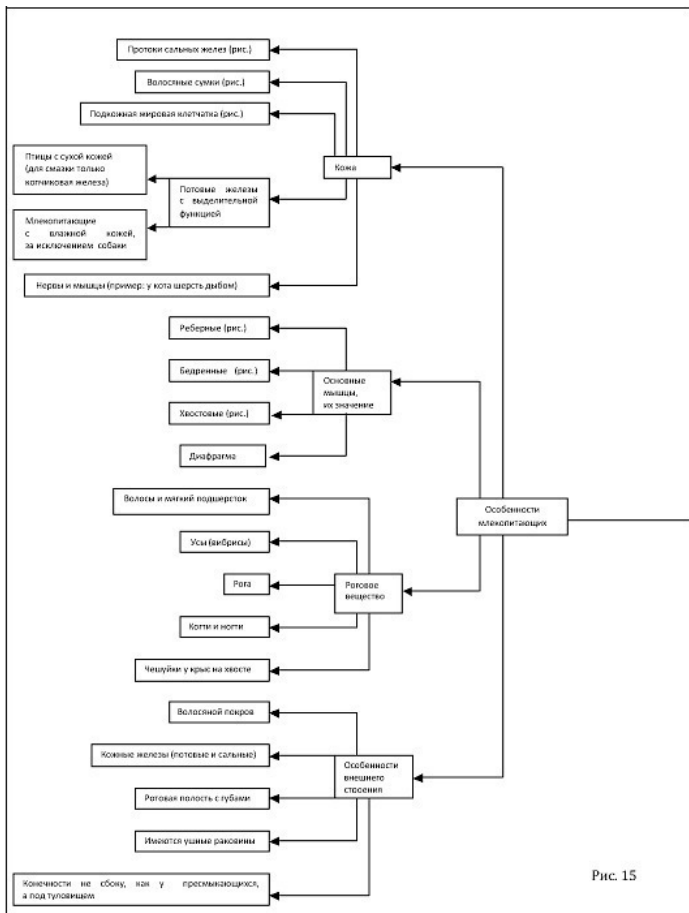 Протоки сальных желез (рис.)
Волосяные сумки (рис.)
Подкожная жировая клетчатка (рис.)
Кожа
Птицы с сухой кожей
(для смазки только
копчиковая железа)
Потовые железы
с выделительной
функцией
Млекопитающие
с влажной кожей,
за исключением собаки
Нервы и мышцы (пример: у кота шерсть дыбом)
Реберные (рис.)
Бедренные (рис.)
Основные
мышцы,
их значение
Хвостовые (рис.)
Диафрагма
Волосы и мягкий подшерсток
Особенности
млекопитающих
Усы (вибрисы)
Рога
Роговое
вещество
Когти и ногти
Чешуйки у крыс на хвосте
Волосяной покров
Кожные железы (потовые и сальные)
Особенности
внешнего
строения
Ротовая полость с губами
Имеются ушные раковины
Конечности не сбоку, как у пресмыкающихся,
а под туловищем
Рис. 15